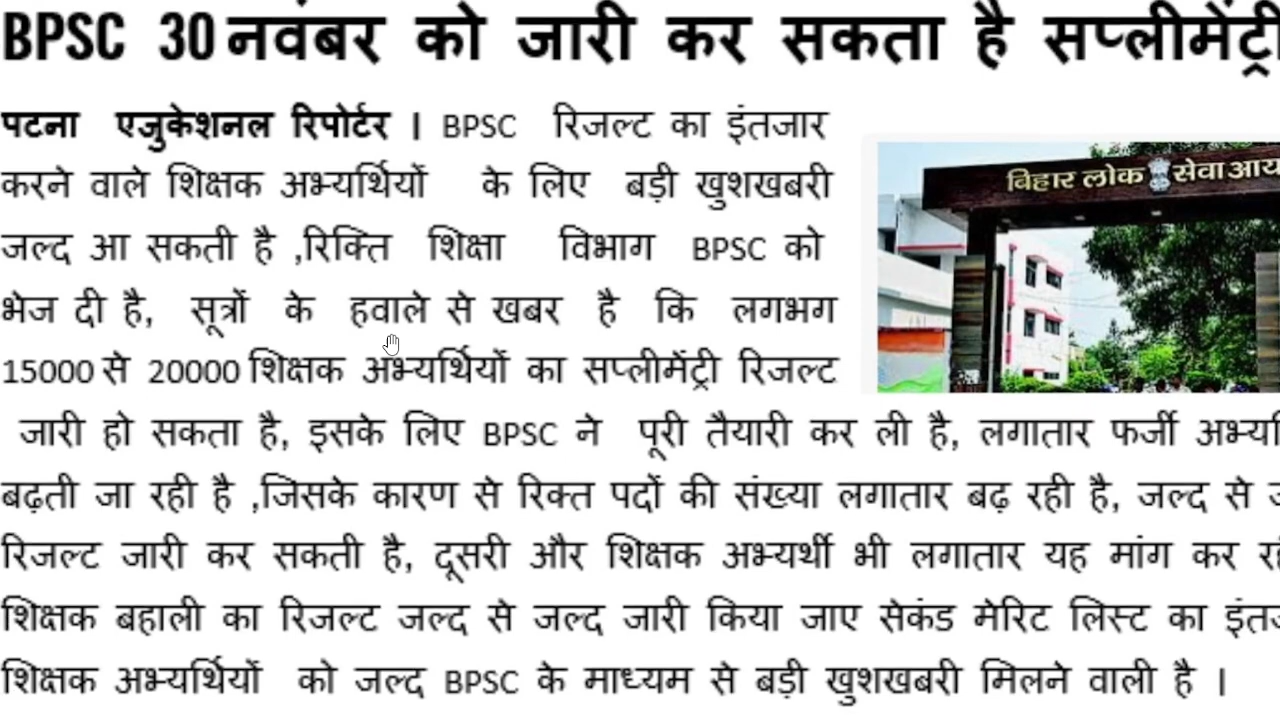 BPSC 30 नवंबर को जारी कर सकता है सप्लीमेंट्री
पटना एजुकेशनल रिपोर्टर । BPSC रिजल्ट का इंतजार
करने वाले शिक्षक अभ्यर्थियों के लिए बड़ी खुशखबरी
जल्द आ सकती है ,रिक्ति शिक्षा विभाग BPSC को
भेज दी है, सूत्रों के हवाले से खबर है कि लगभग
15000 से 20000 शिक्षक अभ्यर्थियों का सप्लीमेंट्री रिजल्ट
जारी हो सकता है, इसके लिए BPSC ने पूरी तैयारी कर ली है, लगातार फर्जी
बढ़ती जा रही है ,जिसके कारण से रिक्त पदों की संख्या लगातार बढ़ रही है, जल्द से
रिजल्ट जारी कर सकती है, दूसरी और शिक्षक अभ्यर्थी भी लगातार यह मांग कर
शिक्षक बहाली का रिजल्ट जल्द से जल्द जारी किया जाए सेकंड मेरिट लिस्ट का
शिक्षक अभ्यर्थियों को जल्द BPSC के माध्यम से बड़ी खुशखबरी मिलने वाली है ।
बिहार लोक सेवा